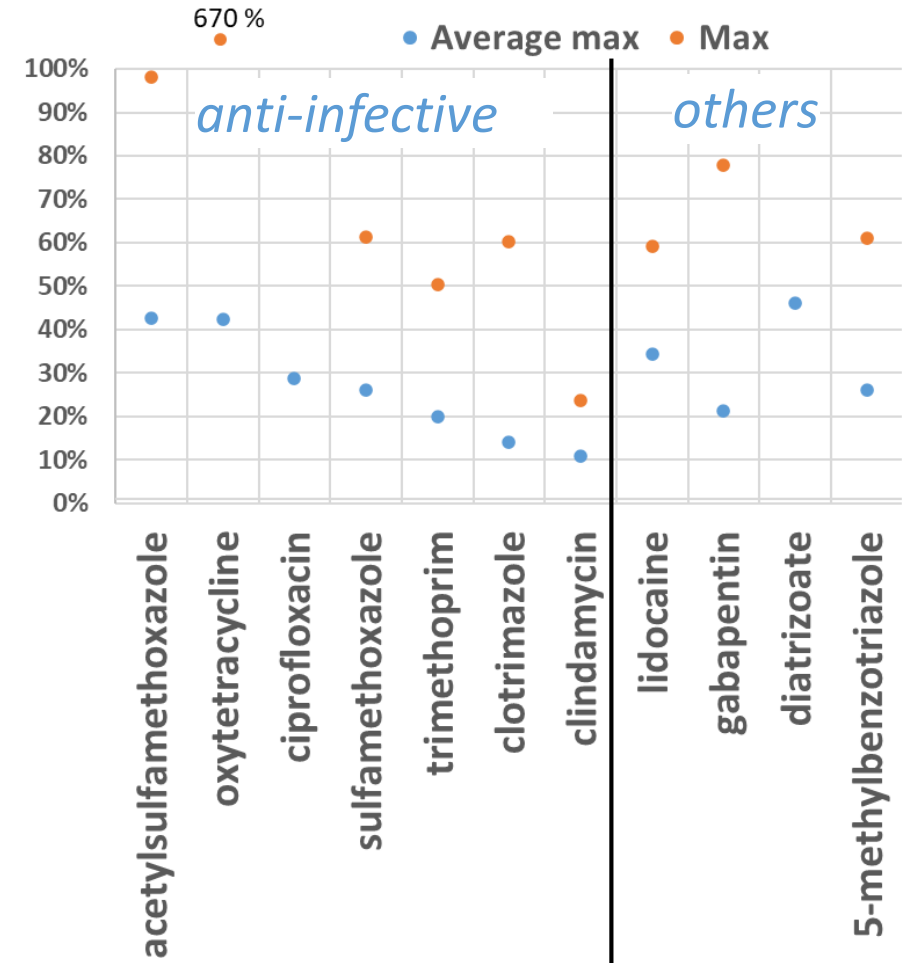 670 %
Average max
Max
100%
90%
80%
70%
60%
50%
40%
30%
20%
10%
0%
anti-infective
others
acetylsulfamethoxazole
oxytetracycline
ciprofloxacin
sulfamethoxazole
trimethoprim
clotrimazole
clindamycin
lidocaine
gabapentin
diatrizoate
5-methylbenzotriazole